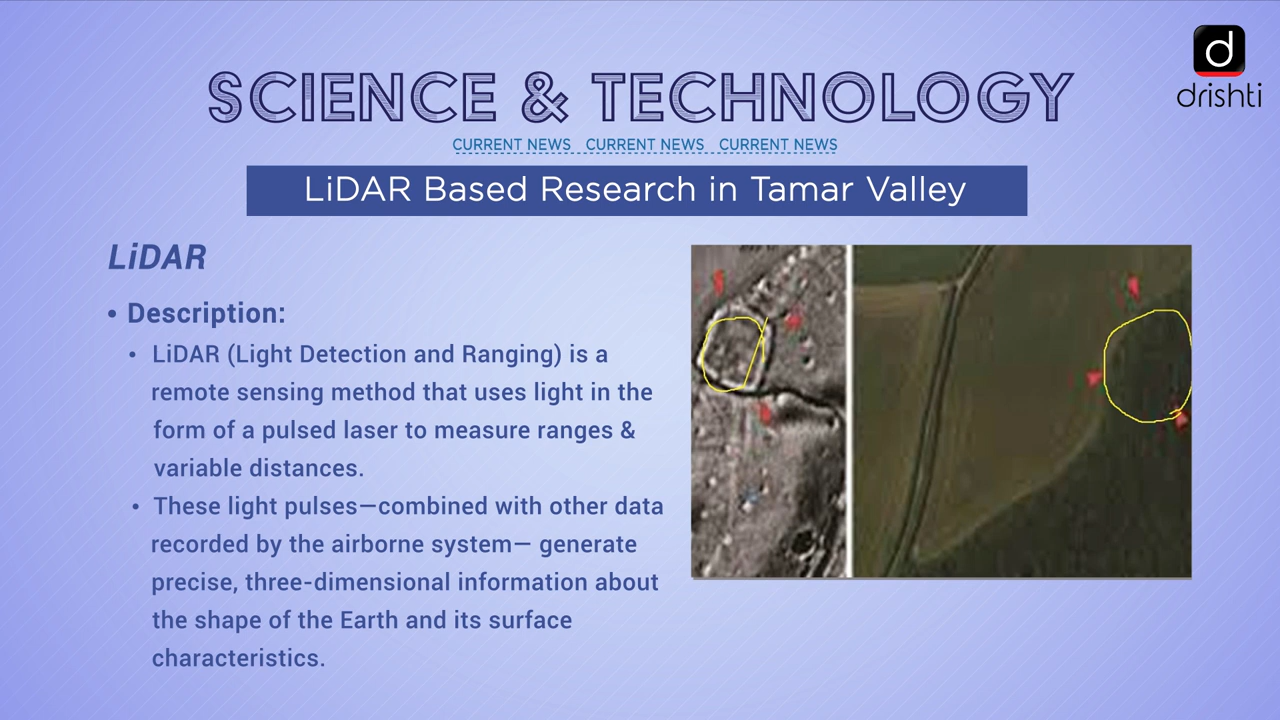 d
drishti
SCIENCE & TECHNOLOGY
CURRENT NEWS CURRENT NEWS CURRENT NEWS
LiDAR Based Research in Tamar Valley
LiDAR
• Description:
• LiDAR (Light Detection and Ranging) is a
remote sensing method that uses light in the
form of a pulsed laser to measure ranges &
variable distances.
• These light pulses—combined with other data
recorded by the airborne system— generate
precise, three-dimensional information about
the shape of the Earth and its surface
characteristics.